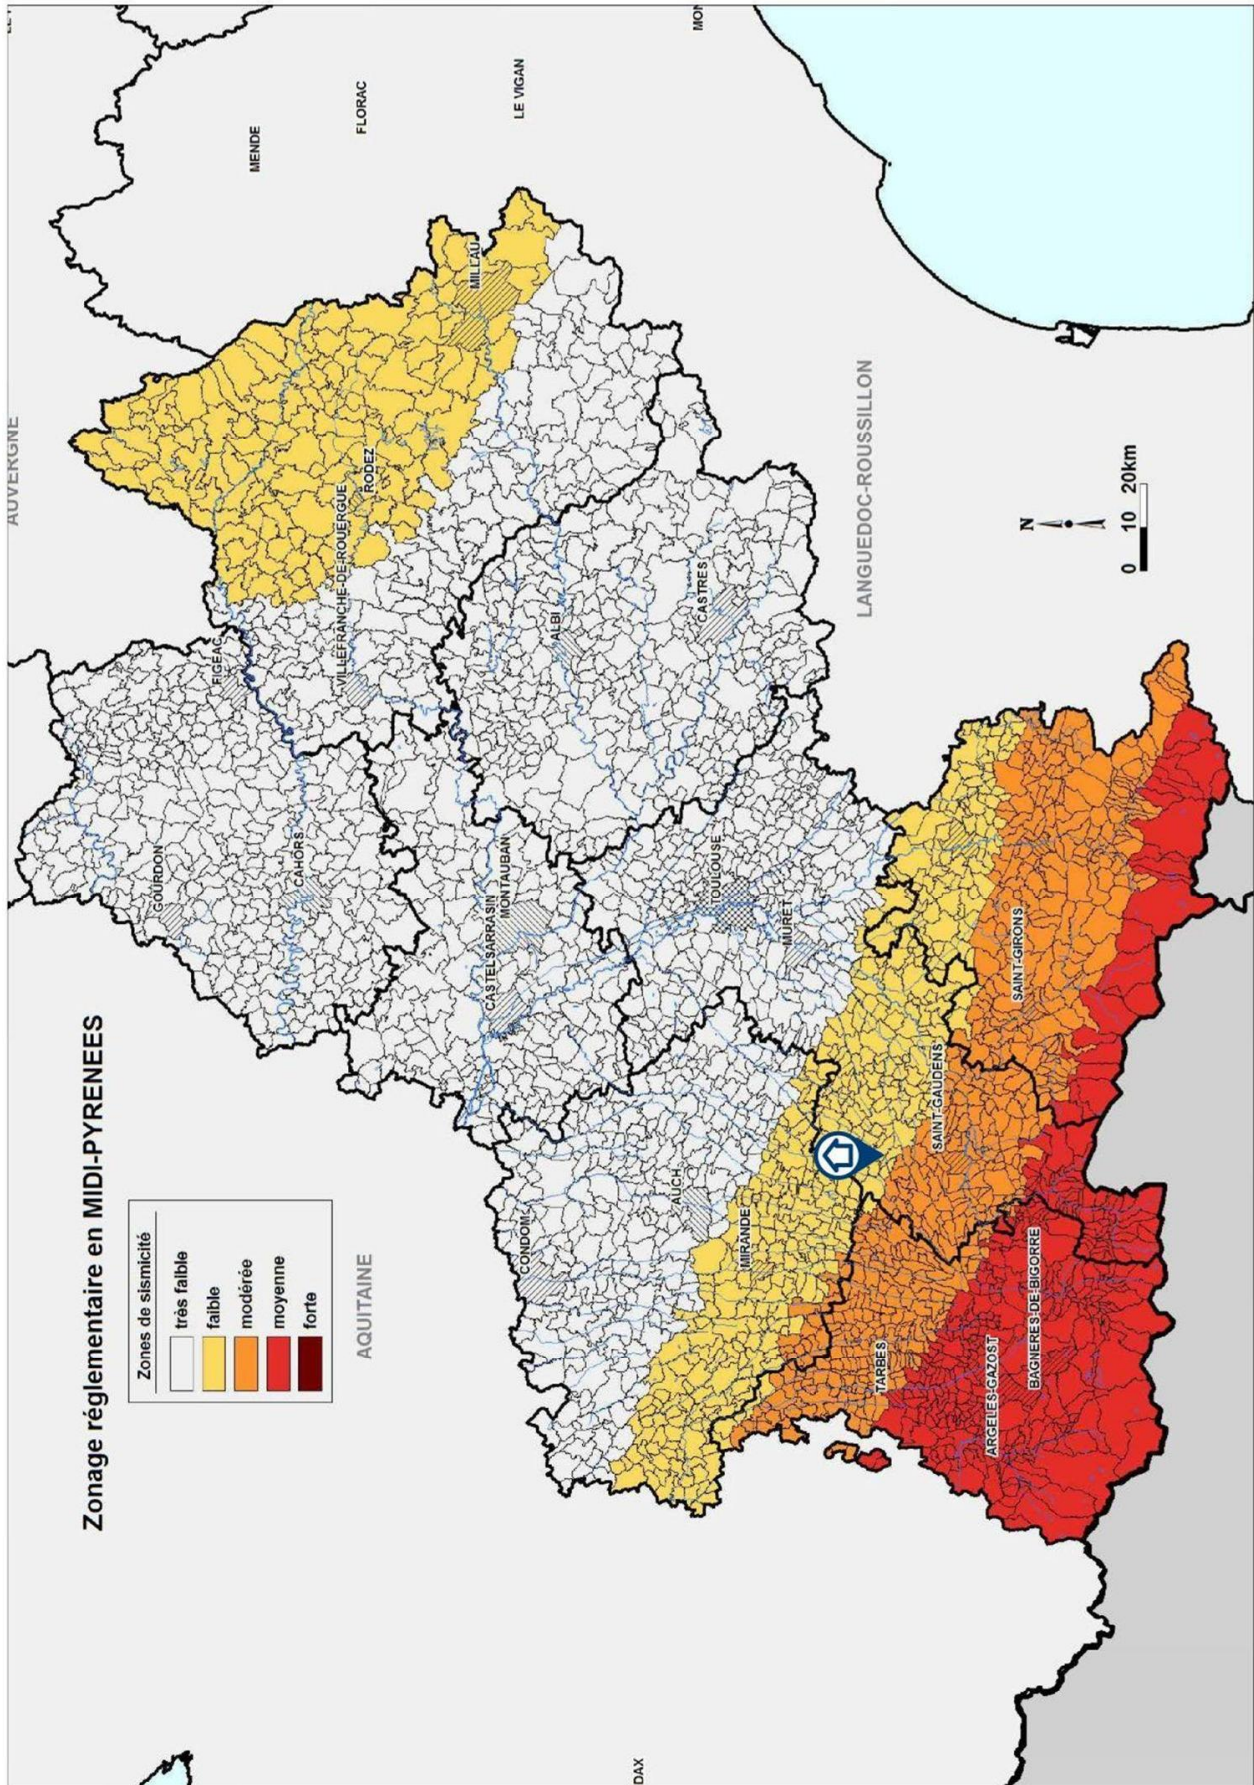 Zonage réglementaire en MIDI-PYRENEES
Zones de sismicité
très faible
faible
modérée
moyenne
forte
AUVERGNE
AQUITAINE
LANGUEDOC-ROUSSILLON
MENDE
FLORAC
LE VIGAN
GOURDON
FIGEAC
CAHORS
VILLEFRANCHE-DE-ROUERGUE
RODEZ
MILLAU
CASTELSARRASIN
MONTAUBAN
ALBI
CASTRES
CONDOM
AUCH
TOULOUSE
MURET
MIRANDE
TARBES
SAINT-GAUDENS
SAINT-GIRONS
ARGELES-GAZOST
BAGNERES-DE-BIGORRE
DAX
N
0 10 20km